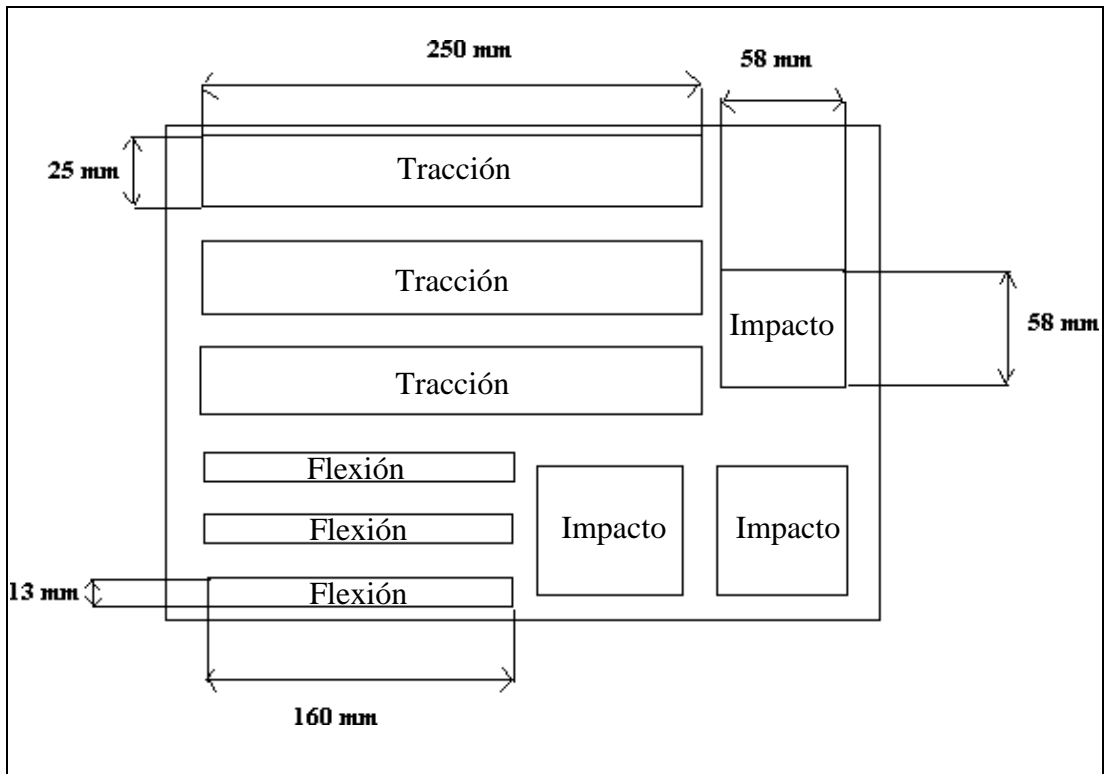 250 mm
58 mm
25 mm
Tracción
Tracción
Impacto
58 mm
Tracción
Flexión
Impacto
Impacto
Flexión
13 mm
Flexión
160 mm